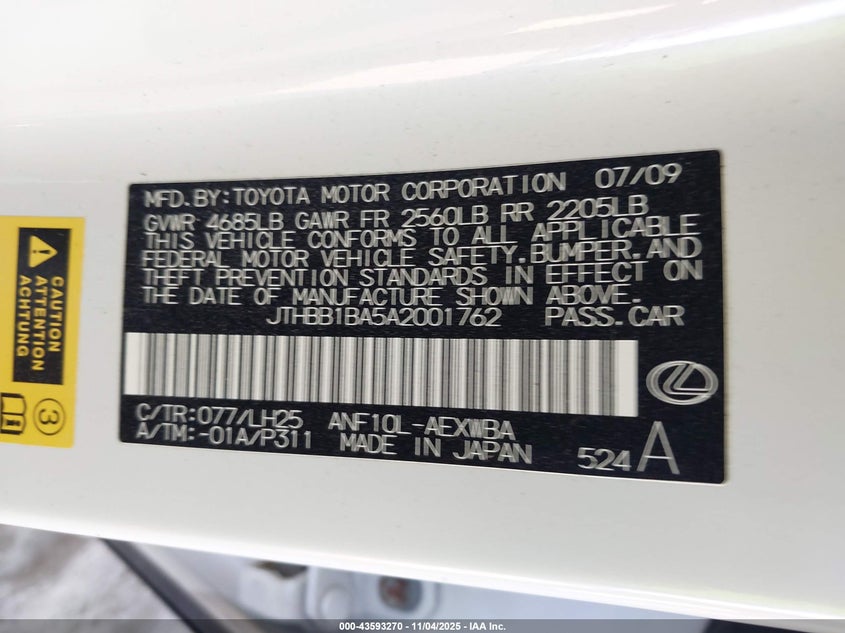 MFD.BY:TOYOTA MOTOR CORPORATION 07/09
GVWR 4685LB GAWR FR 2560LB RR 2205LB
THIS VEHICLE CONFORMS TO ALL APPLICABLE
FEDERAL MOTOR VEHICLE SAFETY,BUMPER,AND
THEFT PREVENTION STANDARDS IN EFFECT ON
THE DATE OF MANUFACTURE SHOWN ABOVE.
JTHBB1BA5A2001762 PASS.CAR
C/TR:077/LH25 ANF10L-AEXWBA
A/TM:-01A/P311 MADE IN JAPAN 524A
CAUTION
ATTENTION
ACHTUNG
3
000-43593270 - 11/04/2025 - IAA Inc.